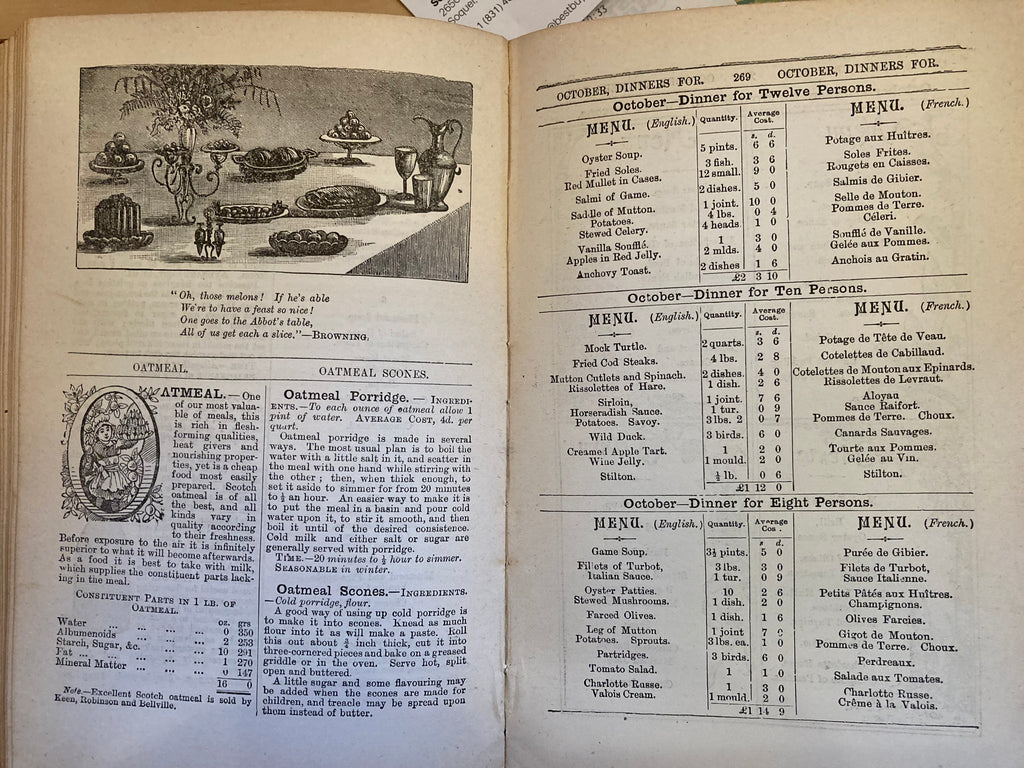 "Oh, those melons! If he's able
We're to have a feast so nice!
One goes to the Abbot's table,
All of us get each a slice."—BROWNING.
OATMEAL.
OATMEAL SCONES.
ATMEAL.—One
of our most valua-
ble of meals, this
is rich in flesh-
forming qualities,
heat givers and
nourishing proper-
ties, yet is a cheap
food most easily
prepared. Scotch
oatmeal is of all
the best, and all
kinds vary in
quality according
to their freshness.
Before exposure to the air it is infinitely
superior to what it will become afterwards.
As a food it is best to take with milk,
which supplies the constituent parts lack-
ing in the meal.
CONSTITUENT PARTS IN 1 LB. OF
OATMEAL.
oz. grs
Water ... ... ... 0 350
Albumenoids ... ... ... 2 253
Starch, Sugar, &c. ... ... 10 291
Fat ... ... ... ... 1 270
Mineral Matter ... ... ... 0 147
16 0
Note.—Excellent Scotch oatmeal is sold by
Keen, Robinson and Bellville.
Oatmeal Porridge. — INGREDI-
ENTS.—To each ounce of oatmeal allow 1
pint of water. AVERAGE COST, 4d. per
quart.
Oatmeal porridge is made in several
ways. The most usual plan is to boil the
water with a little salt in it, and scatter in
the meal with one hand while stirring with
the other; then, when thick enough, to
set it aside to simmer for from 20 minutes
to ½ an hour. An easier way to make it is
to put the meal in a basin and pour cold
water upon it, to stir it smooth, and then
boil it until of the desired consistence.
Cold milk and either salt or sugar are
generally served with porridge.
TIME.—20 minutes to ½ hour to simmer.
SEASONABLE in winter.
Oatmeal Scones.—INGREDIENTS.
—Cold porridge, flour.
A good way of using up cold porridge is
to make it into scones. Knead as much
flour into it as will make a paste. Roll
this out about ¾ inch thick, cut it into
three-cornered pieces and bake on a greased
griddle or in the oven. Serve hot, split
open and buttered.
A little sugar and some flavouring may
be added when the scones are made for
children, and treacle may be spread upon
them instead of butter.
OCTOBER, DINNERS FOR. 269 OCTOBER, DINNERS FOR.
October—Dinner for Twelve Persons.
MENU. (English.) Quantity. Average Cost. MENU. (French.)
s. d.
Oyster Soup. 5 pints. 6 6 Potage aux Huîtres.
Fried Soles. 3 fish. 3 6 Soles Frites.
Red Mullet in Cases. 12 small. 9 0 Rougets en Caisses.
Salmi of Game. 2 dishes. 5 0 Salmis de Gibier.
Saddle of Mutton. 1 joint. 10 0 Selle de Mouton.
Potatoes. 4 lbs. 0 4 Pommes de Terre.
Stewed Celery. 4 heads 1 0 Céleri.
Vanilla Soufflé. 1 3 0 Soufflé de Vanille.
Apples in Red Jelly. 2 mlds. 4 0 Gelée aux Pommes.
Anchovy Toast. 2 dishes 1 6 Anchois au Gratin.
£2 3 10
October—Dinner for Ten Persons.
MENU. (English.) Quantity. Average Cost. MENU. (French.)
s. d.
Mock Turtle. 2 quarts. 3 6 Potage de Tête de Veau.
Fried Cod Steaks. 4 lbs. 2 8 Cotelettes de Cabillaud.
Mutton Cutlets and Spinach. 2 dishes. 4 0 Cotelettes de Mouton aux Epinards.
Rissolettes of Hare. 1 dish. 2 6 Rissolettes de Levraut.
Sirloin, 1 joint. 7 6 Aloyau
Horseradish Sauce. 1 tur. 0 9 Sauce Raifort.
Potatoes. Savoy. 3 lbs. 2 0 7 Pommes de Terre. Choux.
Wild Duck. 3 birds. 6 0 Canards Sauvages.
Creamed Apple Tart. 1 2 0 Tourte aux Pommes.
Wine Jelly. 1 mould. 2 0 Gelée au Vin.
Stilton. ½ lb. 0 6 Stilton.
£1 12 0
October—Dinner for Eight Persons.
MENU. (English.) Quantity. Average Cos . MENU. (French.)
s. d.
Game Soup. 3½ pints. 5 0 Purée de Gibier.
Fillets of Turbot, 3 lbs. 3 0 Filets de Turbot,
Italian Sauce. 1 tur. 0 9 Sauce Italienne.
Oyster Patties. 10 2 6 Petits Pâtés aux Huîtres.
Stewed Mushrooms. 1 dish. 2 0 Champignons.
Farced Olives. 1 dish. 1 6 Olives Farcies.
Leg of Mutton 1 joint 7 Gigot de Mouton.
Potatoes. Sprouts. 3 lbs. ea. 1 0 Pommes de Terre. Choux.
Partridges. 3 birds. 6 0 Perdreaux.
Tomato Salad. 1 1 0 Salade aux Tomates.
Charlotte Russe. 1 3 0 Charlotte Russe.
Valois Cream. 1 mould. 2 0 Crême à la Valois.
£1 14 9